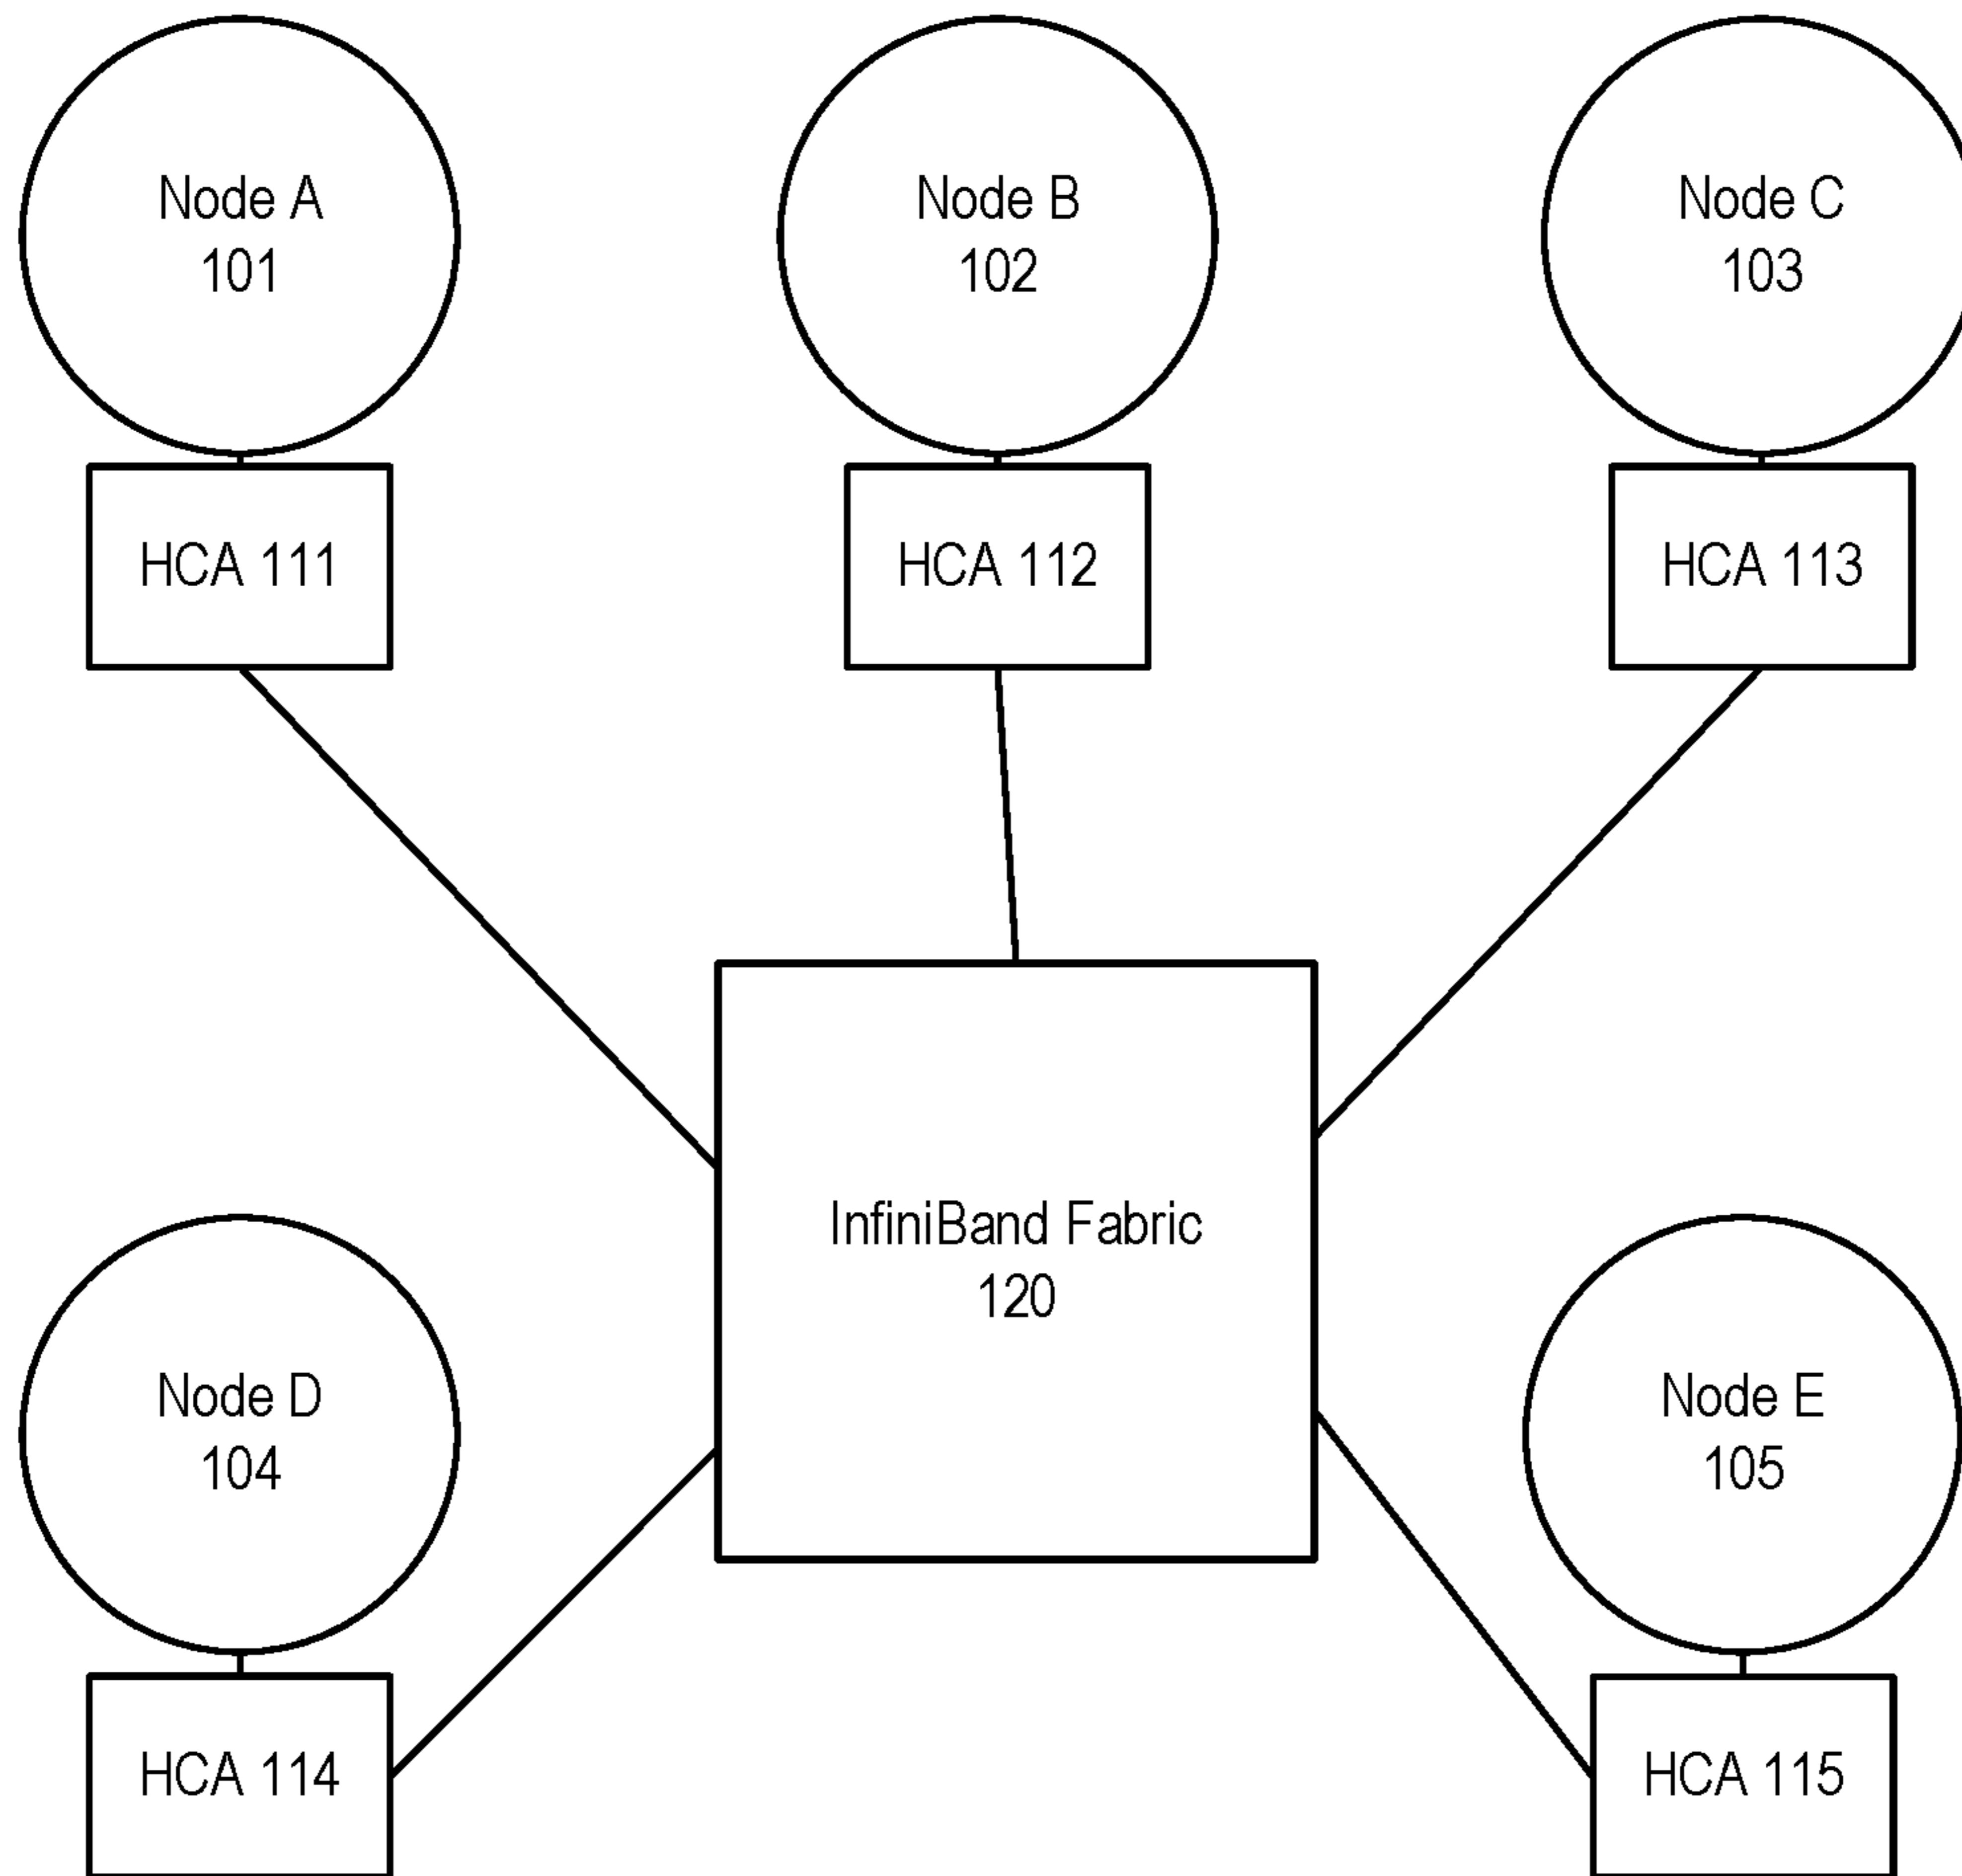 Node A
101
Node B
102
Node C
103
HCA 111
HCA 112
HCA 113
InfiniBand Fabric
120
Node D
104
Node E
105
HCA 114
HCA 115